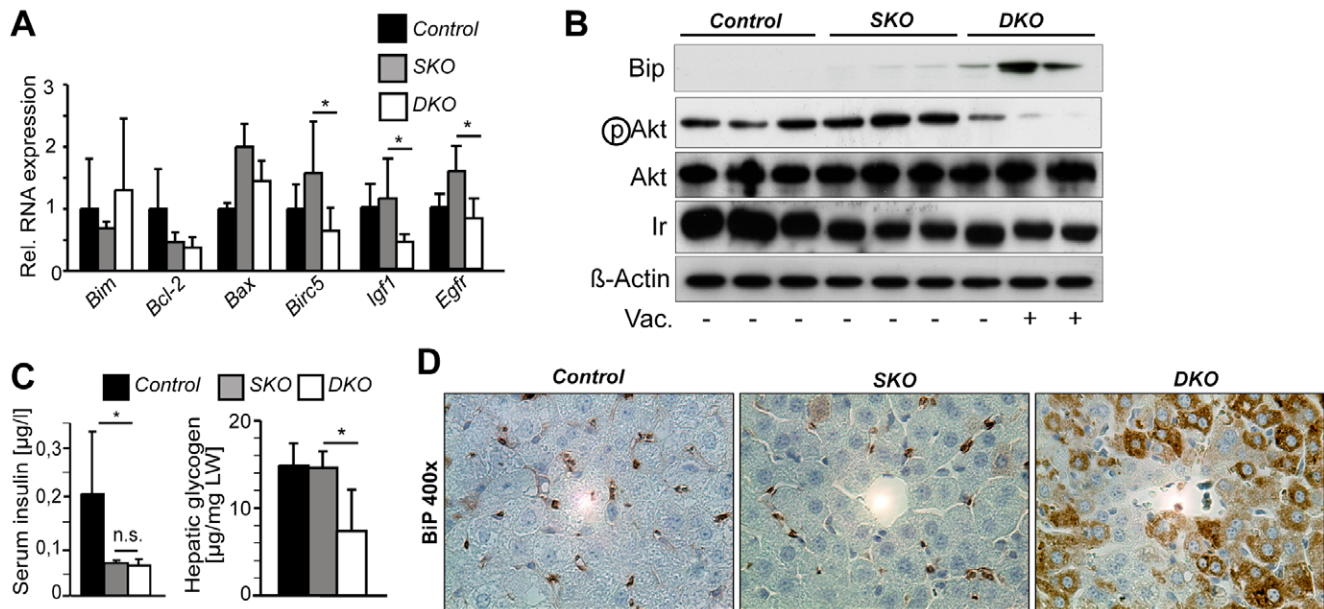 A
Control
SKO
DKO
Rel. RNA expression
3
2
1
0
*
*
*
Bim
Bcl-2
Bax
Birc5
Igf1
Egfr
B
Control SKO DKO
Bip
pAkt
Akt
Ir
ß-Actin
Vac. - - - - - - - + +
C
Control SKO DKO
Serum insulin [µg/l]
0,3
0,2
0,1
0
*
n.s.
Hepatic glycogen
[µg/mg LW]
20
10
0
*
D
Control SKO DKO
BiP 400x